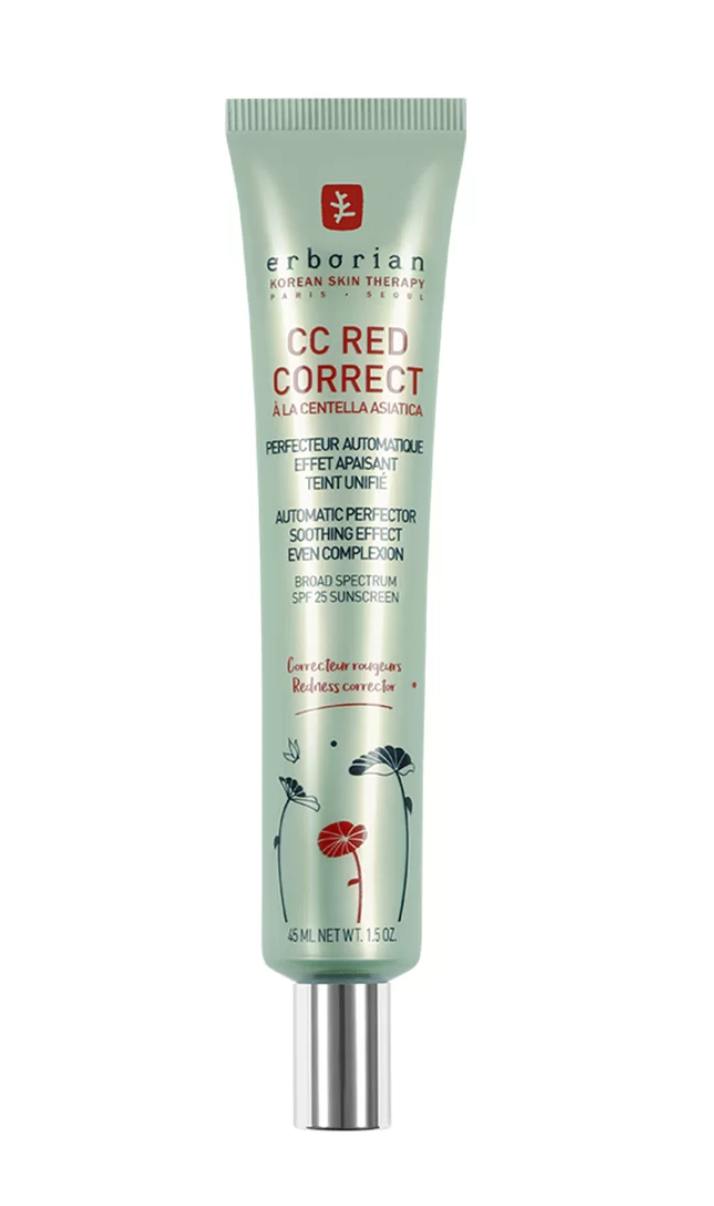 erborian
KOREAN SKIN THERAPY
PARIS · SEOUL
CC RED
CORRECT
À LA CENTELLA ASIATICA
PERFECTEUR AUTOMATIQUE
EFFET APAISANT
TEINT UNIFIÉ
AUTOMATIC PERFECTOR
SOOTHING EFFECT
EVEN COMPLEXION
BROAD SPECTRUM
SPF 25 SUNSCREEN
Correcteur rougeurs
Redness corrector
45 ML NET WT. 1.5 OZ.